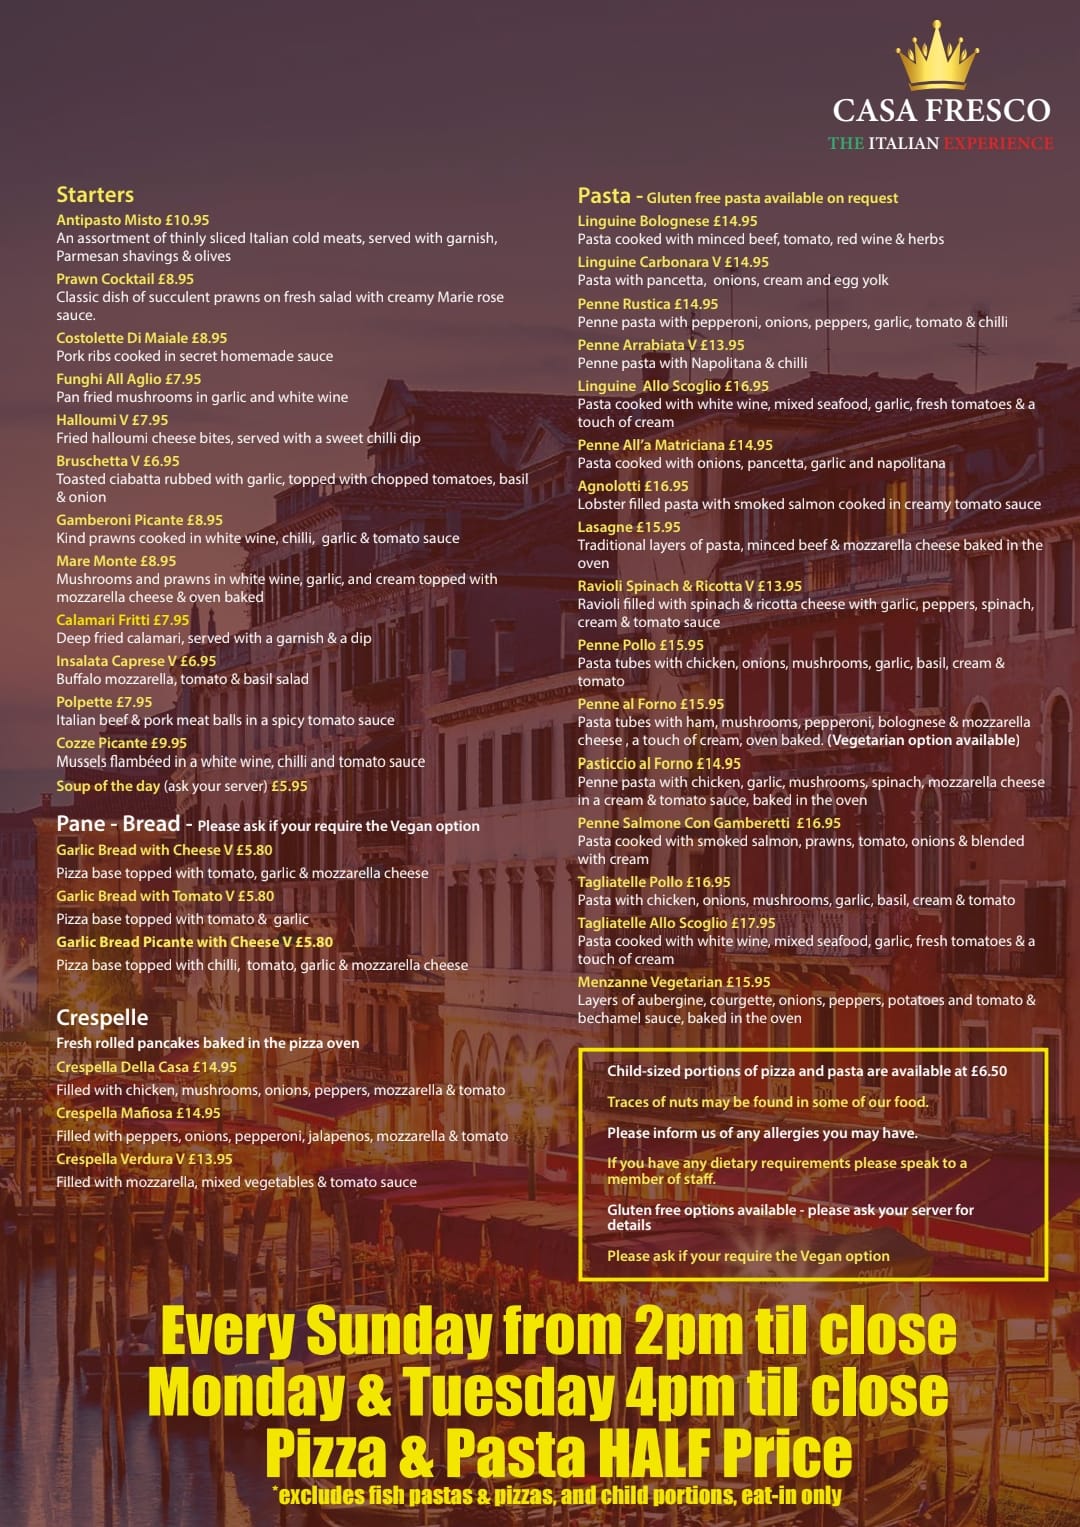 CASA FRESCO
THE ITALIAN EXPERIENCE
Starters
Antipasto Misto £10.95
An assortment of thinly sliced Italian cold meats, served with garnish,
Parmesan shavings & olives
Prawn Cocktail £8.95
Classic dish of succulent prawns on fresh salad with creamy Marie rose
sauce.
Costolette Di Maiale £8.95
Pork ribs cooked in secret homemade sauce
Funghi All Aglio £7.95
Pan fried mushrooms in garlic and white wine
Halloumi V £7.95
Fried halloumi cheese bites, served with a sweet chilli dip
Bruschetta V £6.95
Toasted ciabatta rubbed with garlic, topped with chopped tomatoes, basil
& onion
Gamberoni Picante £8.95
Kind prawns cooked in white wine, chilli, garlic & tomato sauce
Mare Monte £8.95
Mushrooms and prawns in white wine, garlic, and cream topped with
mozzarella cheese & oven baked
Calamari Fritti £7.95
Deep fried calamari, served with a garnish & a dip
Insalata Caprese V £6.95
Buffalo mozzarella, tomato & basil salad
Polpette £7.95
Italian beef & pork meat balls in a spicy tomato sauce
Cozze Picante £9.95
Mussels flambéed in a white wine, chilli and tomato sauce
Soup of the day (ask your server) £5.95
Pane - Bread - Please ask if your require the Vegan option
Garlic Bread with Cheese V £5.80
Pizza base topped with tomato, garlic & mozzarella cheese
Garlic Bread with Tomato V £5.80
Pizza base topped with tomato & garlic
Garlic Bread Picante with Cheese V £5.80
Pizza base topped with chilli, tomato, garlic & mozzarella cheese
Crespelle
Fresh rolled pancakes baked in the pizza oven
Crespella Della Casa £14.95
Filled with chicken, mushrooms, onions, peppers, mozzarella & tomato
Crespella Mafiosa £14.95
Filled with peppers, onions, pepperoni, jalapenos, mozzarella & tomato
Crespella Verdura V £13.95
Filled with mozzarella, mixed vegetables & tomato sauce
Pasta - Gluten free pasta available on request
Linguine Bolognese £14.95
Pasta cooked with minced beef, tomato, red wine & herbs
Linguine Carbonara V £14.95
Pasta with pancetta, onions, cream and egg yolk
Penne Rustica £14.95
Penne pasta with pepperoni, onions, peppers, garlic, tomato & chilli
Penne Arrabiata V £13.95
Penne pasta with Napolitana & chilli
Linguine Allo Scoglio £16.95
Pasta cooked with white wine, mixed seafood, garlic, fresh tomatoes & a
touch of cream
Penne All'a Matriciana £14.95
Pasta cooked with onions, pancetta, garlic and napolitana
Agnolotti £16.95
Lobster filled pasta with smoked salmon cooked in creamy tomato sauce
Lasagne £15.95
Traditional layers of pasta, minced beef & mozzarella cheese baked in the
oven
Ravioli Spinach & Ricotta V £13.95
Ravioli filled with spinach & ricotta cheese with garlic, peppers, spinach,
cream & tomato sauce
Penne Pollo £15.95
Pasta tubes with chicken, onions, mushrooms, garlic, basil, cream &
tomato
Penne al Forno £15.95
Pasta tubes with ham, mushrooms, pepperoni, bolognese & mozzarella
cheese , a touch of cream, oven baked. (Vegetarian option available)
Pasticcio al Forno £14.95
Penne pasta with chicken, garlic, mushrooms, spinach, mozzarella cheese
in a cream & tomato sauce, baked in the oven
Penne Salmone Con Gamberetti £16.95
Pasta cooked with smoked salmon, prawns, tomato, onions & blended
with cream
Tagliatelle Pollo £16.95
Pasta with chicken, onions, mushrooms, garlic, basil, cream & tomato
Tagliatelle Allo Scoglio £17.95
Pasta cooked with white wine, mixed seafood, garlic, fresh tomatoes & a
touch of cream
Menzanne Vegetarian £15.95
Layers of aubergine, courgette, onions, peppers, potatoes and tomato &
bechamel sauce, baked in the oven
Child-sized portions of pizza and pasta are available at £6.50
Traces of nuts may be found in some of our food.
Please inform us of any allergies you may have.
If you have any dietary requirements please speak to a
member of staff.
Gluten free options available - please ask your server for
details
Please ask if your require the Vegan option
Every Sunday from 2pm til close
Monday & Tuesday 4pm til close
Pizza & Pasta HALF Price
*excludes fish pastas & pizzas, and child portions, eat-in only